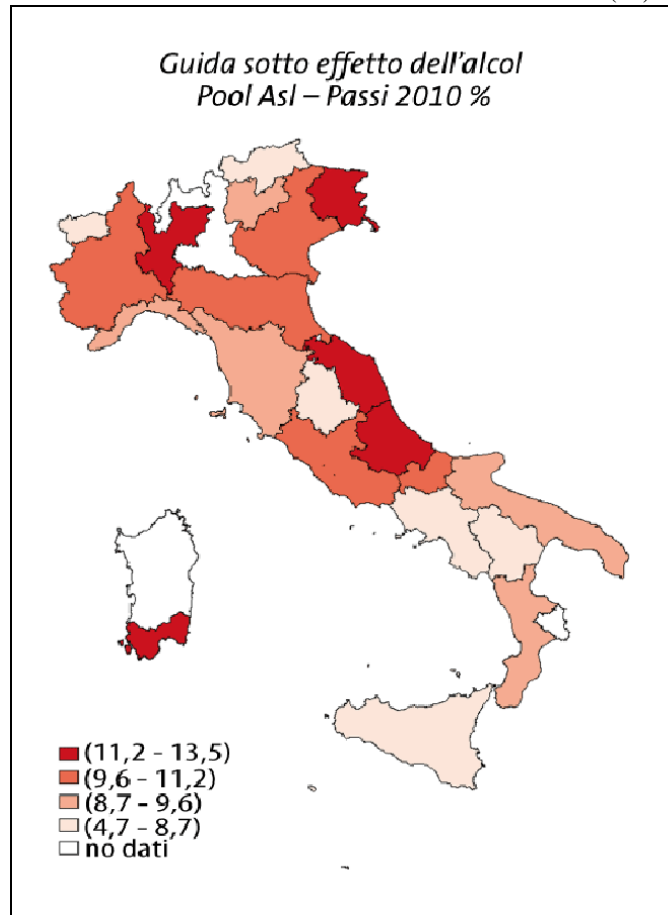 Guida sotto effetto dell'alcol
Pool Asl – Passi 2010 %
(11,2 - 13,5)
(9,6 - 11,2)
(8,7 - 9,6)
(4,7 - 8,7)
no dati